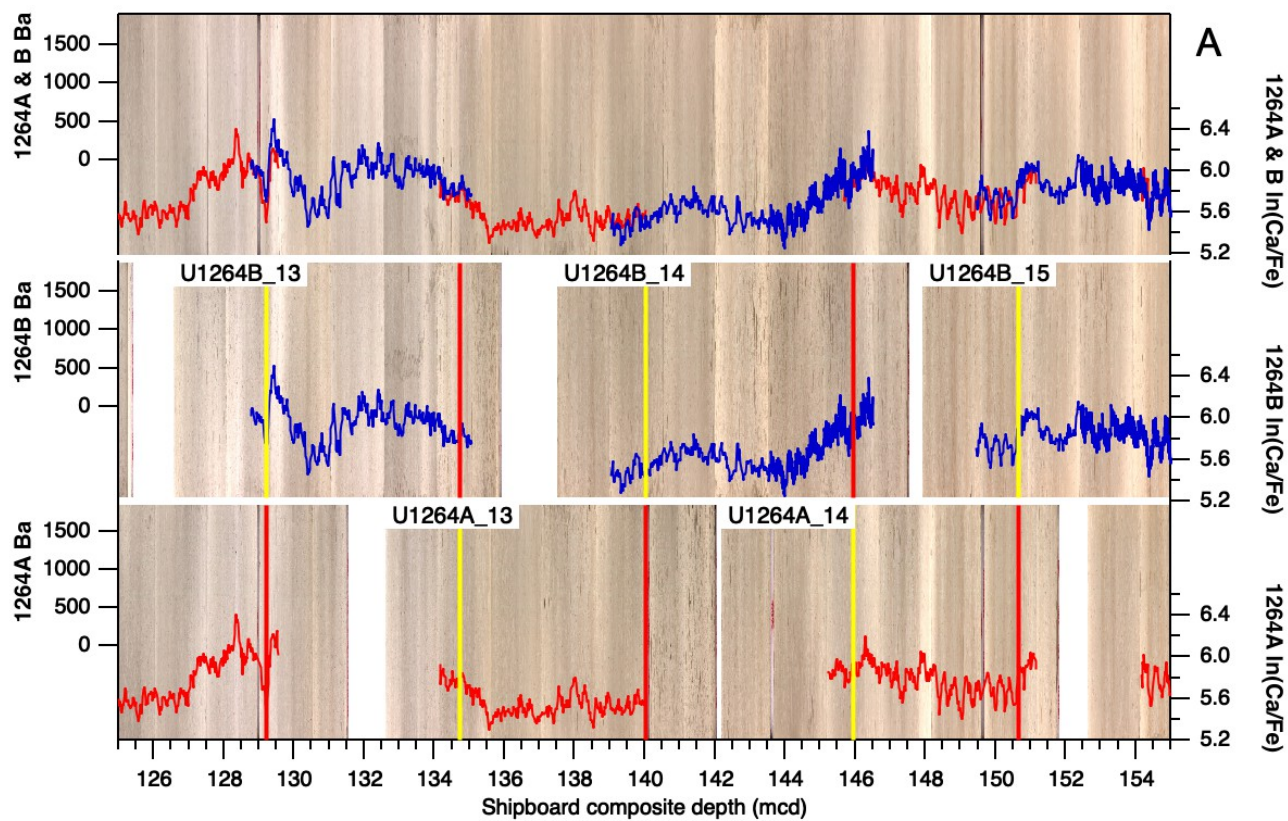 A
1264A & B Ba
1500
1000
500
0
6.4
6.0
5.6
5.2
1264A & B ln(Ca/Fe)
U1264B_13
U1264B_14
U1264B_15
1264B Ba
1500
1000
500
0
6.4
6.0
5.6
5.2
1264B ln(Ca/Fe)
U1264A_13
U1264A_14
1264A Ba
1500
1000
500
0
6.4
6.0
5.6
5.2
1264A ln(Ca/Fe)
126 128 130 132 134 136 138 140 142 144 146 148 150 152 154
Shipboard composite depth (mcd)